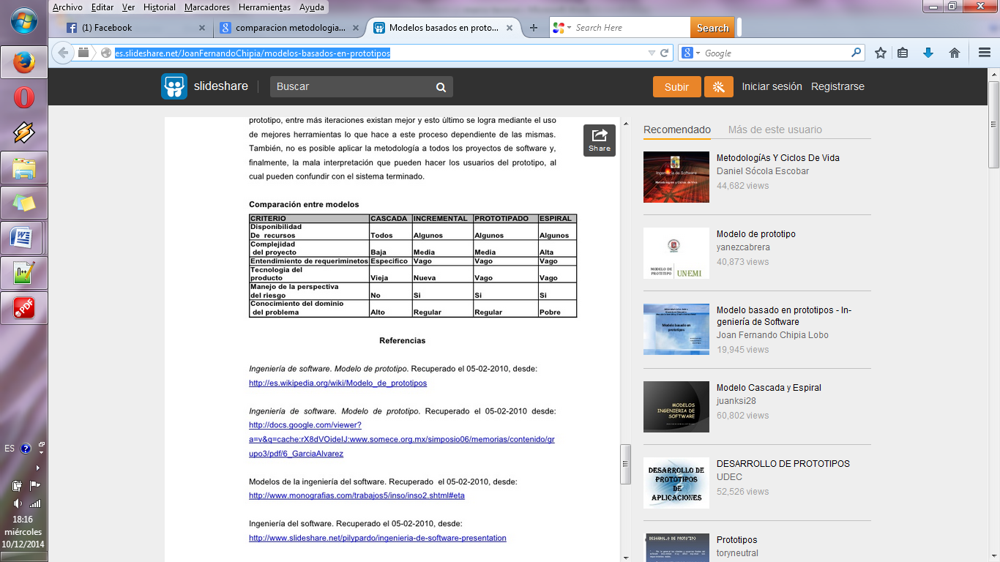 Archivo Editar Ver Historial Marcadores Herramientas Ayuda
(1) Facebook
comparacion metodologia...
Modelos basados en proto...
Search Here
Search
es.slideshare.net/JoanFernandoChipia/modelos-basados-en-prototipos
Google
slideshare
Buscar
Subir
Iniciar sesión
Registrarse
prototipo, entre más iteraciones existan mejor y esto último se logra mediante el uso
de mejores herramientas lo que hace a este proceso dependiente de las mismas.
También, no es posible aplicar la metodología a todos los proyectos de software y,
finalmente, la mala interpretación que pueden hacer los usuarios del prototipo, al
cual pueden confundir con el sistema terminado.
Share
Comparación entre modelos
CRITERIO CASCADA INCREMENTAL PROTOTIPADO ESPIRAL
Disponibilidad
De recursos Todos Algunos Algunos Algunos
Complejidad
del proyecto Baja Media Media Alta
Entendimiento de requeriminetos Especifico Vago Vago Vago
Tecnologia del
producto Vieja Nueva Vago Vago
Manejo de la perspectiva
del riesgo No Si Si Si
Conocimiento del dominio
del problema Alto Regular Regular Pobre
Referencias
Ingeniería de software. Modelo de prototipo. Recuperado el 05-02-2010, desde:
http://es.wikipedia.org/wiki/Modelo_de_prototipos
Ingeniería de software. Modelo de prototipo. Recuperado el 05-02-2010 desde:
http://docs.google.com/viewer?
a=v&q=cache:rX8dVOideIJ:www.somece.org.mx/simposio06/memorias/contenido/gr
upo3/pdf/6_GarciaAlvarez
Modelos de la ingeniería del software. Recuperado el 05-02-2010, desde:
http://www.monografias.com/trabajos5/inso/inso2.shtml#eta
Ingeniería del software. Recuperado el 05-02-2010, desde:
http://www.slideshare.net/pilypardo/ingenieria-de-software-presentation
Recomendado
Más de este usuario
Ingeniería de Software
Metodologías y Ciclos de Vida
MetodologíAs Y Ciclos De Vida
Daniel Sócola Escobar
44,682 views
MODELO DE
PROTOTIPO
UNEMI
Modelo de prototipo
yanezcabrera
40,873 views
Modelo basado en
prototipos
Modelo basado en prototipos - In-
geniería de Software
Joan Fernando Chipia Lobo
19,945 views
MODELOS
INGENIERIA DE
SOFTWARE
Modelo Cascada y Espiral
juanksi28
60,802 views
DESARROLLO DE
PROTOTIPOS
DE
APLICACIONES
DESARROLLO DE PROTOTIPOS
UDEC
52,526 views
DESARROLLO DE PROTOTIPO
Prototipos
toryneutral
PDF
ES
18:16
miércoles
10/12/2014